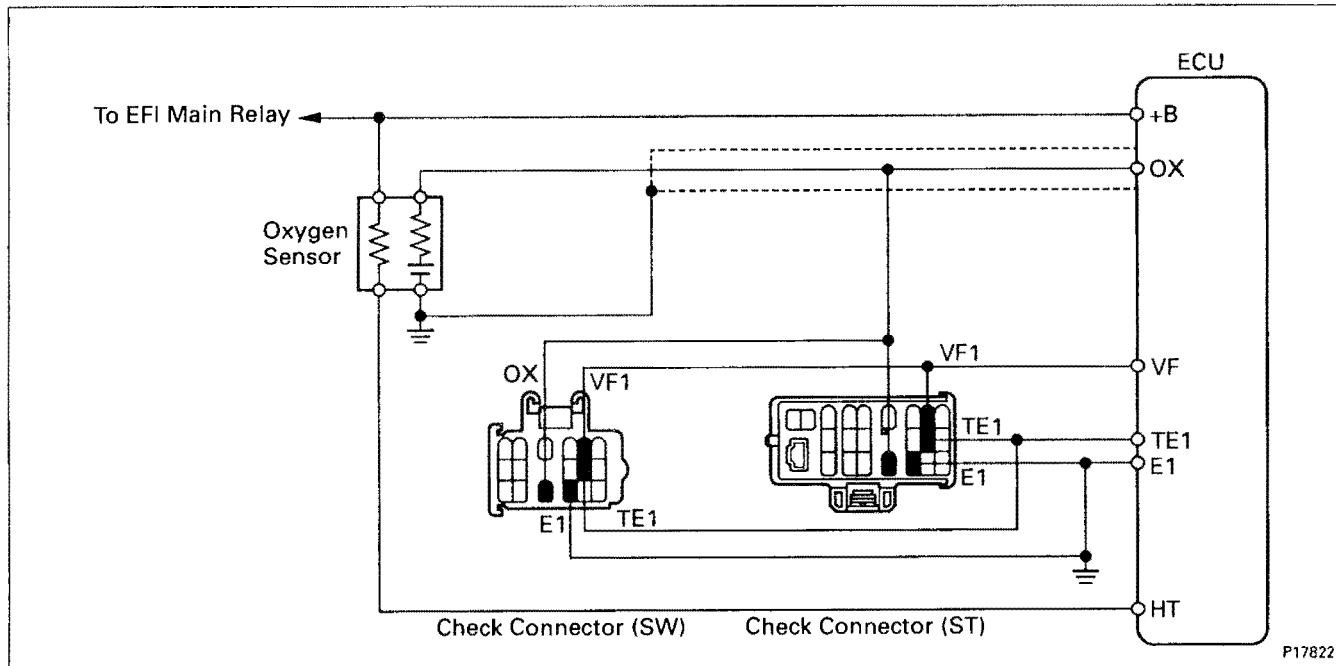 ECU
To EFI Main Relay
+B
OX
Oxygen
Sensor
VF1
VF
OX
VF1
TE1
TE1
E1
E1
E1
TE1
HT
Check Connector (SW)
Check Connector (ST)
P17822